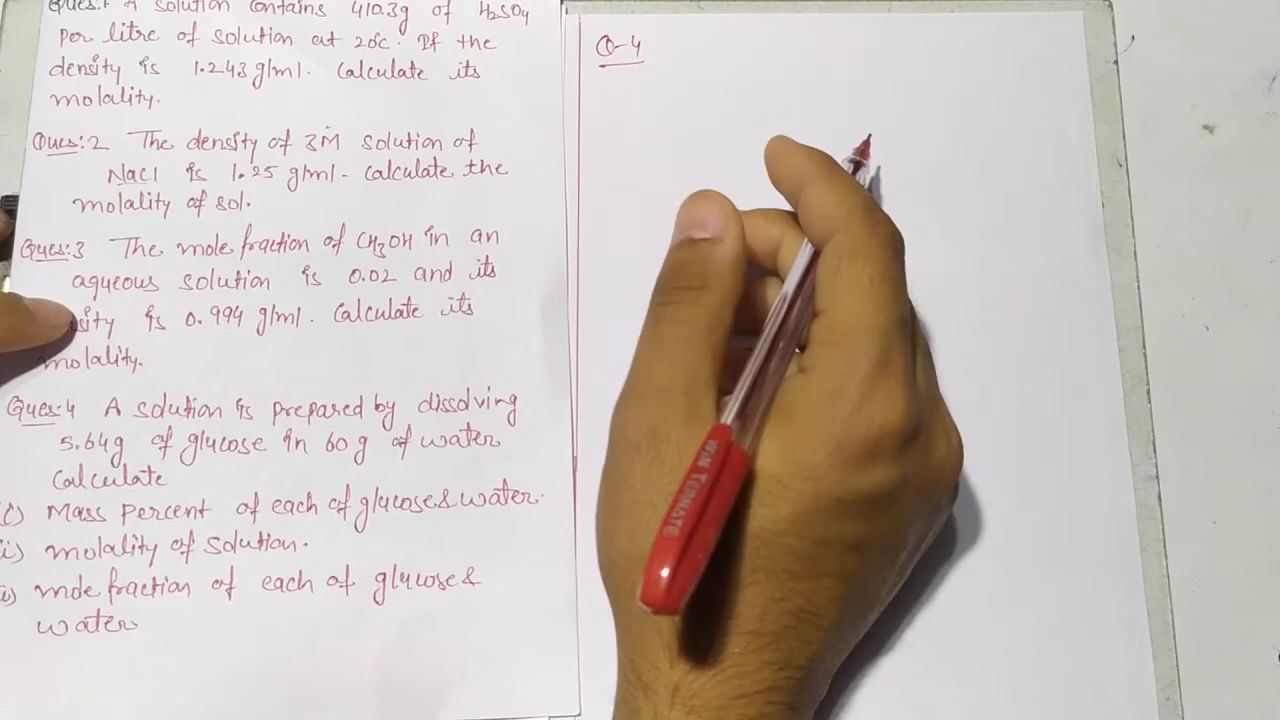 Ques:1 A solution contains 410.3g of H2SO4
per litre of solution at 20°c. If the
density is 1.243 g/ml. Calculate its
molality.
Ques:2 The density of 3M solution of
Nacl is 1.25 g/ml. calculate the
molality of sol.
Ques:3 The mole fraction of CH3OH in an
aqueous solution is 0.02 and its
sity is 0.994 g/ml. Calculate its
molality.
Ques:4 A solution is prepared by dissolving
5.64g of glucose in 60 g of water
Calculate
i) Mass percent of each of glucose & water.
ii) molality of solution.
mole fraction of each of glucose &
water
Q-4
WIN TERNATE